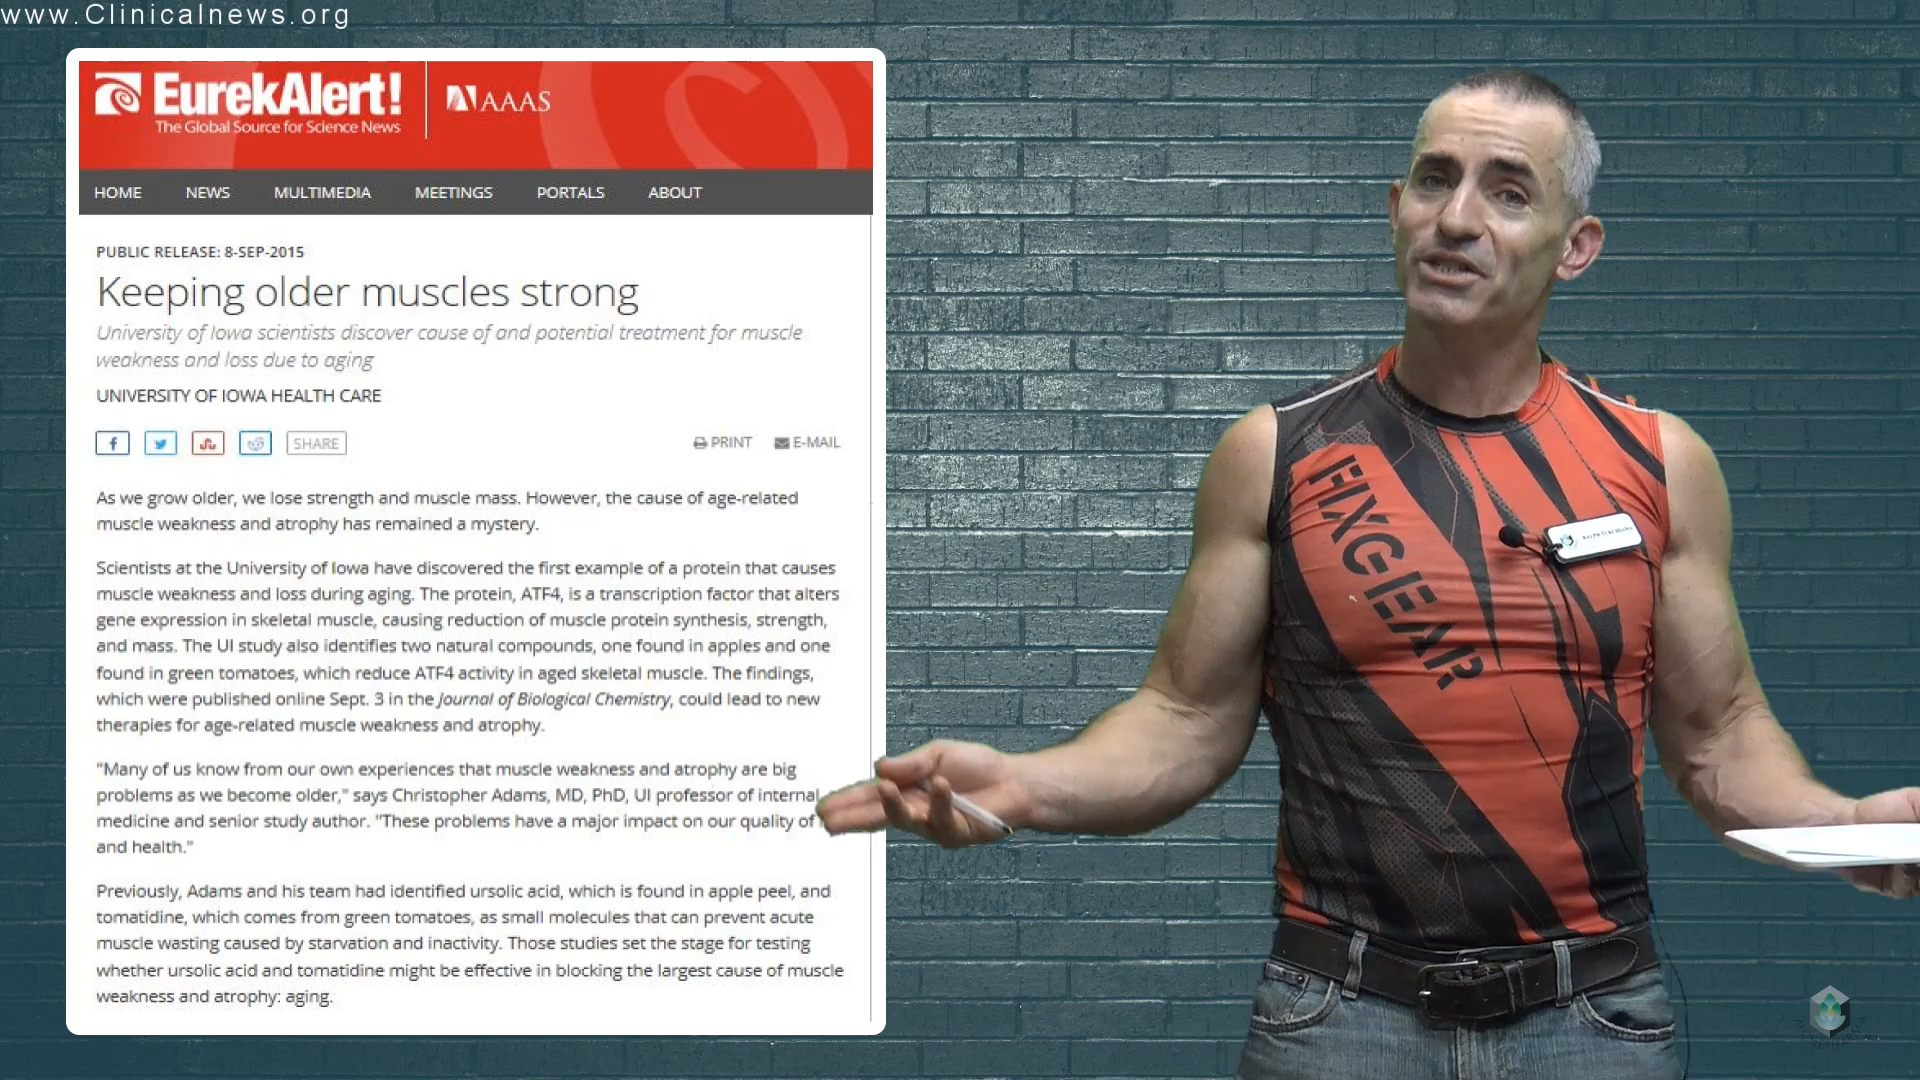 www.Clinicalnews.org
EurekAlert!
The Global Source for Science News
AAAS
HOME NEWS MULTIMEDIA MEETINGS PORTALS ABOUT
PUBLIC RELEASE: 8-SEP-2015
Keeping older muscles strong
University of Iowa scientists discover cause of and potential treatment for muscle
weakness and loss due to aging
UNIVERSITY OF IOWA HEALTH CARE
SHARE
PRINT E-MAIL
As we grow older, we lose strength and muscle mass. However, the cause of age-related
muscle weakness and atrophy has remained a mystery.
Scientists at the University of Iowa have discovered the first example of a protein that causes
muscle weakness and loss during aging. The protein, ATF4, is a transcription factor that alters
gene expression in skeletal muscle, causing reduction of muscle protein synthesis, strength,
and mass. The UI study also identifies two natural compounds, one found in apples and one
found in green tomatoes, which reduce ATF4 activity in aged skeletal muscle. The findings,
which were published online Sept. 3 in the Journal of Biological Chemistry, could lead to new
therapies for age-related muscle weakness and atrophy.
"Many of us know from our own experiences that muscle weakness and atrophy are big
problems as we become older," says Christopher Adams, MD, PhD, UI professor of internal
medicine and senior study author. "These problems have a major impact on our quality of
and health."
Previously, Adams and his team had identified ursolic acid, which is found in apple peel, and
tomatidine, which comes from green tomatoes, as small molecules that can prevent acute
muscle wasting caused by starvation and inactivity. Those studies set the stage for testing
whether ursolic acid and tomatidine might be effective in blocking the largest cause of muscle
weakness and atrophy: aging.
FIXGEAR